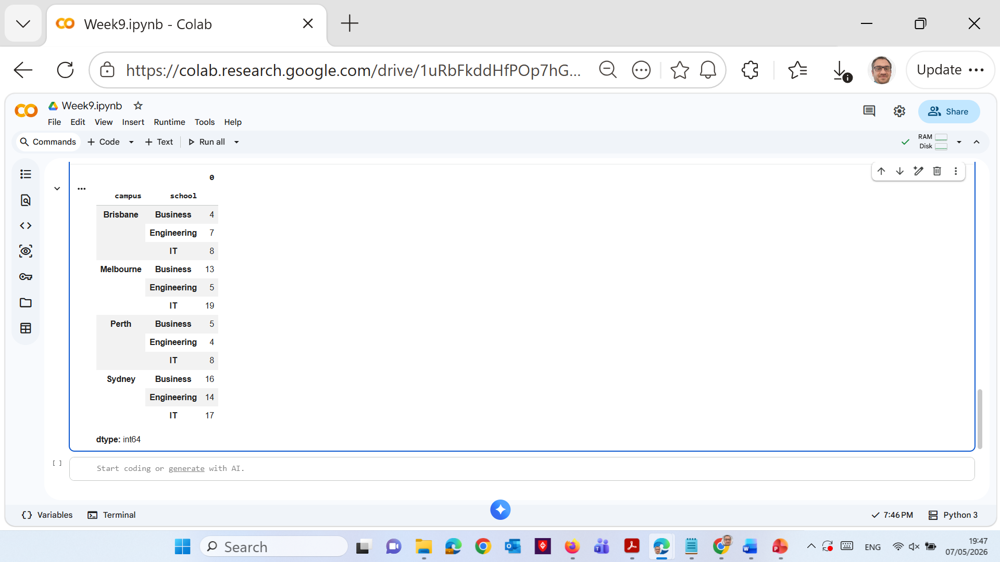 Week9.ipynb - Colab
https://colab.research.google.com/drive/1uRbFkddHfPOp7hG...
Update
Week9.ipynb
File Edit View Insert Runtime Tools Help
Share
Commands + Code + Text Run all
RAM
Disk
0
campus school
Brisbane Business 4
Engineering 7
IT 8
Melbourne Business 13
Engineering 5
IT 19
Perth Business 5
Engineering 4
IT 8
Sydney Business 16
Engineering 14
IT 17
dtype: int64
[ ] Start coding or generate with AI.
{} Variables Terminal
7:46 PM Python 3
Search
ENG
19:47
07/05/2026